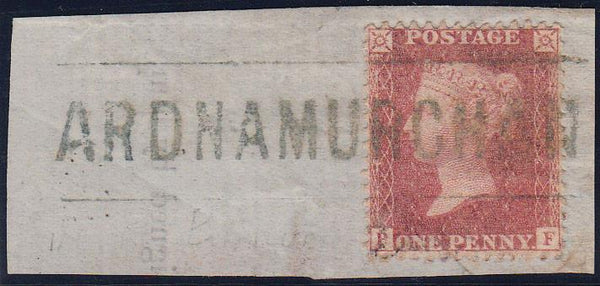 POSTAGE
ARDNAMURCHAN
ONE PENNY F